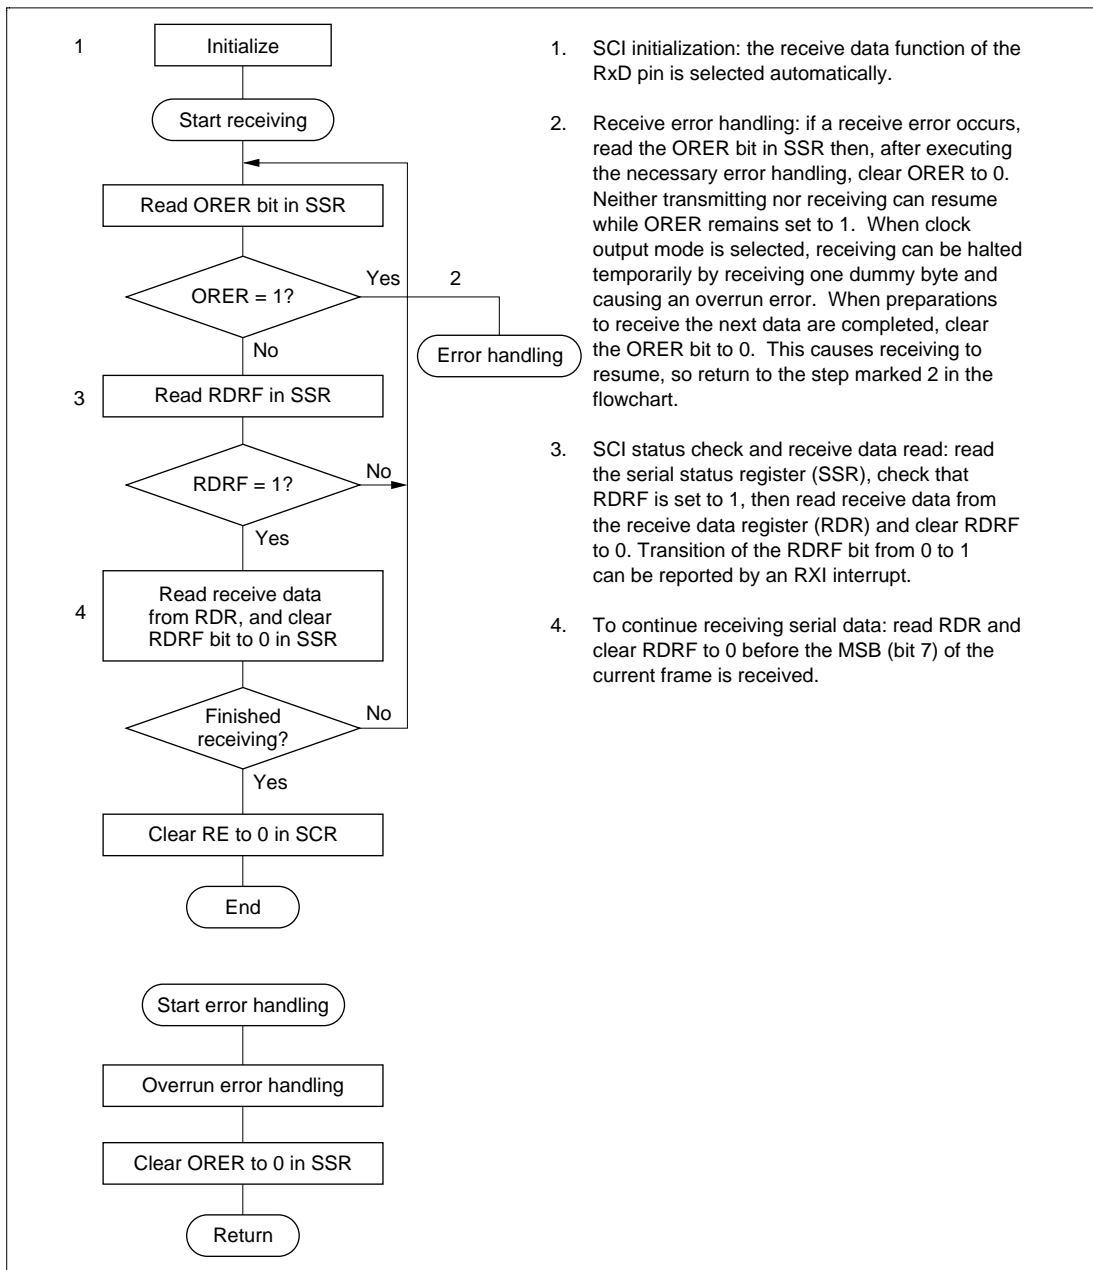 1
Initialize
Start receiving
Read ORER bit in SSR
ORER = 1?
Yes
2
No
Error handling
3
Read RDRF in SSR
RDRF = 1?
No
Yes
4
Read receive data
from RDR, and clear
RDRF bit to 0 in SSR
Finished
receiving?
No
Yes
Clear RE to 0 in SCR
End
Start error handling
Overrun error handling
Clear ORER to 0 in SSR
Return
1. SCI initialization: the receive data function of the
RxD pin is selected automatically.
2. Receive error handling: if a receive error occurs,
read the ORER bit in SSR then, after executing
the necessary error handling, clear ORER to 0.
Neither transmitting nor receiving can resume
while ORER remains set to 1. When clock
output mode is selected, receiving can be halted
temporarily by receiving one dummy byte and
causing an overrun error. When preparations
to receive the next data are completed, clear
the ORER bit to 0. This causes receiving to
resume, so return to the step marked 2 in the
flowchart.
3. SCI status check and receive data read: read
the serial status register (SSR), check that
RDRF is set to 1, then read receive data from
the receive data register (RDR) and clear RDRF
to 0. Transition of the RDRF bit from 0 to 1
can be reported by an RXI interrupt.
4. To continue receiving serial data: read RDR and
clear RDRF to 0 before the MSB (bit 7) of the
current frame is received.